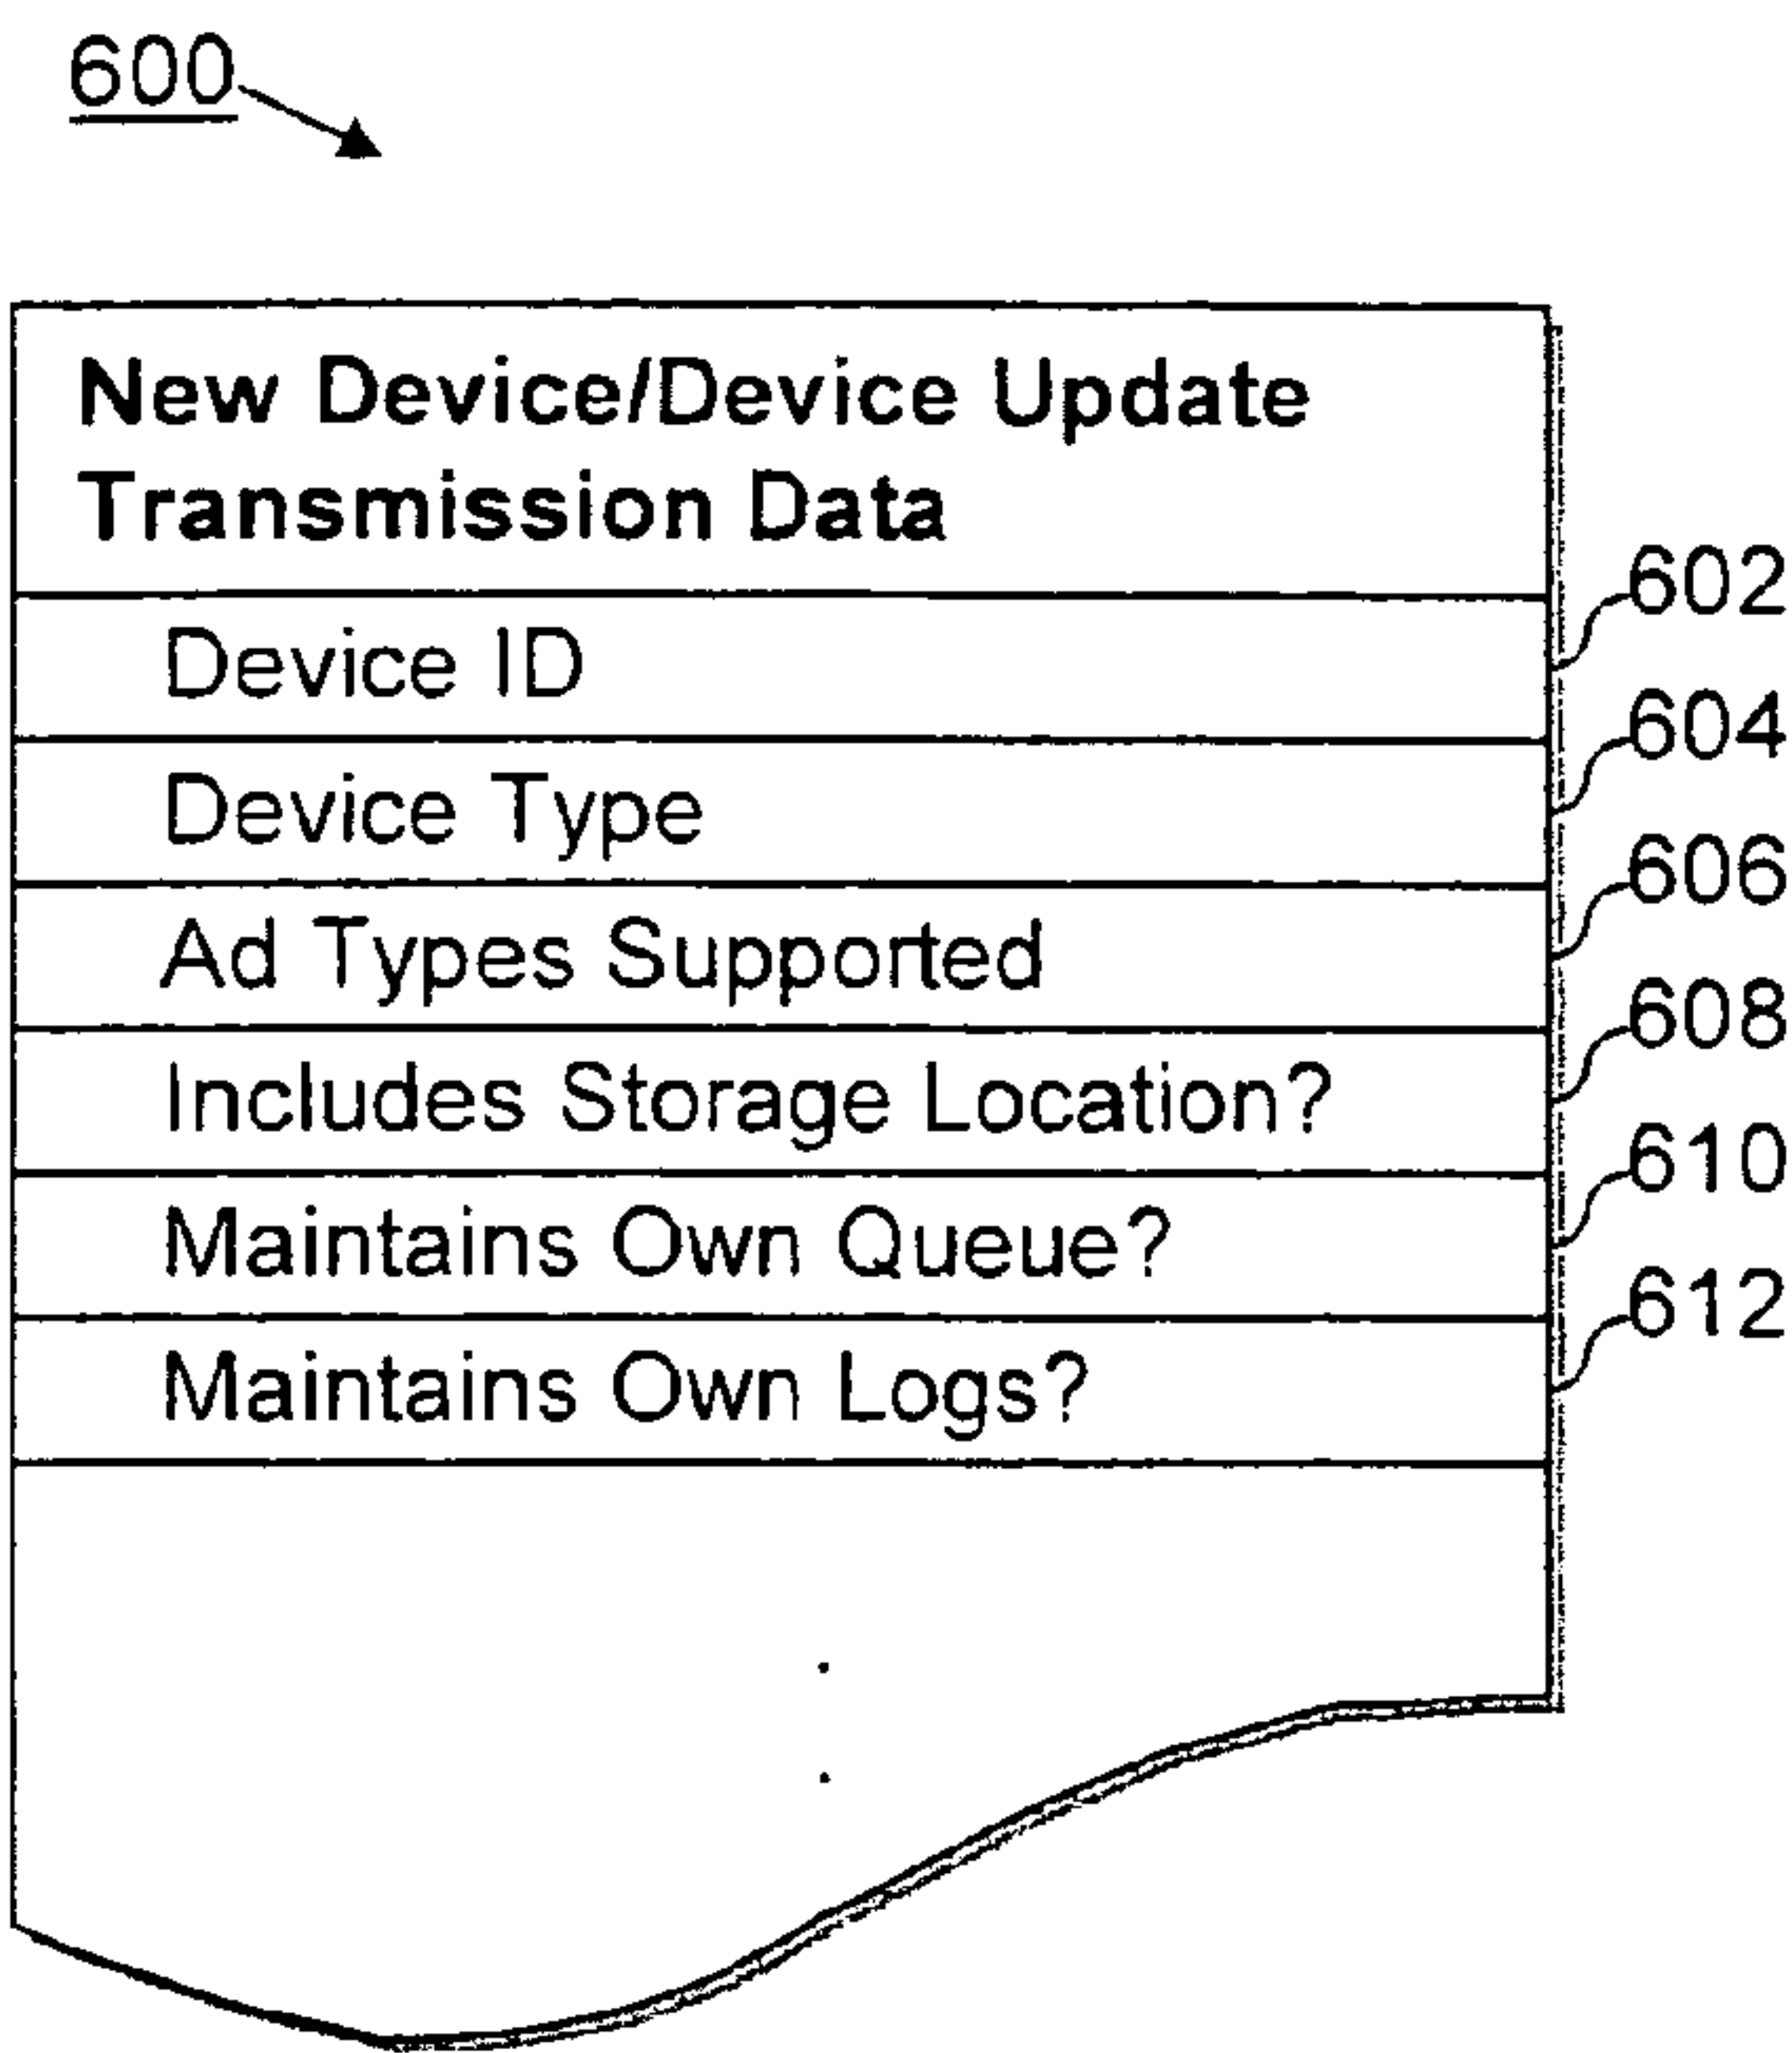 600
New Device/Device Update
Transmission Data
602
Device ID
604
Device Type
606
Ad Types Supported
608
Includes Storage Location?
610
Maintains Own Queue?
612
Maintains Own Logs?